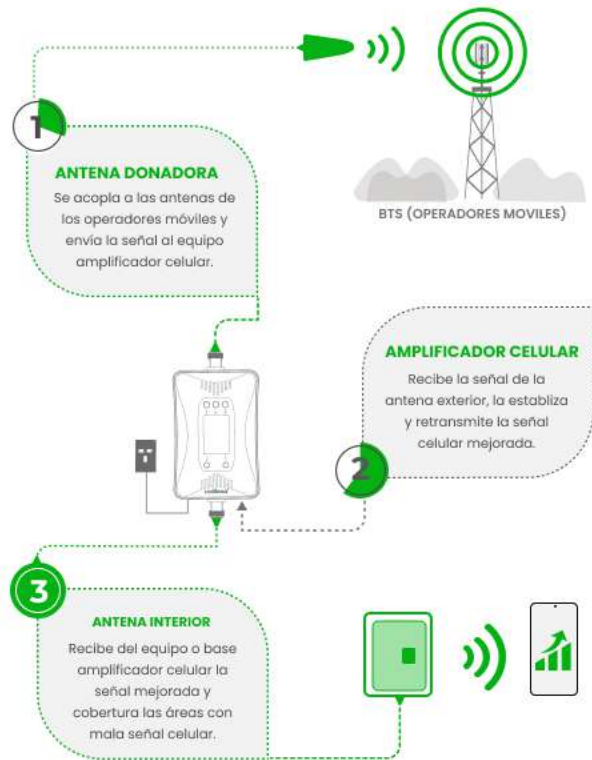 1
ANTENA DONADORA
Se acopla a las antenas de
los operadores móviles y
envía la señal al equipo
amplificador celular.
BTS (OPERADORES MOVILES)
AMPLIFICADOR CELULAR
Recibe la señal de la
antena exterior, la establiza
y retransmite la señal
celular mejorada.
2
3
ANTENA INTERIOR
Recibe del equipo o base
amplificador celular la
señal mejorada y
cobertura las áreas con
mala señal celular.